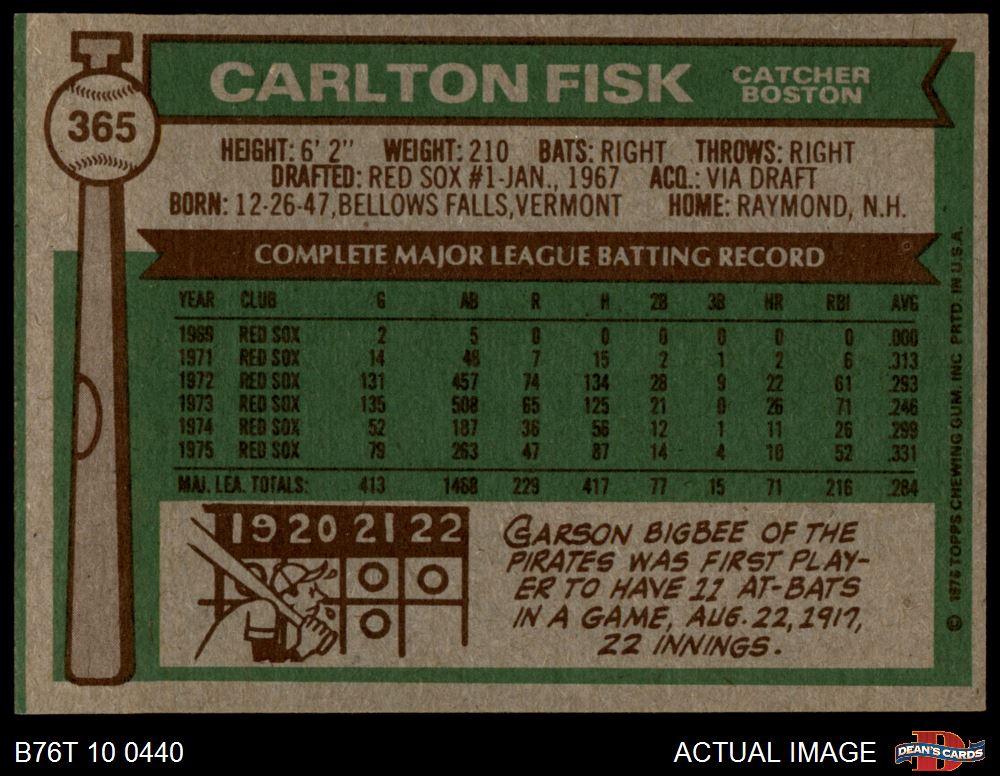 CARLTON FISK
CATCHER
BOSTON
365
HEIGHT: 6' 2" WEIGHT: 210 BATS: RIGHT THROWS: RIGHT
DRAFTED: RED SOX #1-JAN., 1967 ACQ.: VIA DRAFT
BORN: 12-26-47, BELLOWS FALLS, VERMONT HOME: RAYMOND, N.H.
COMPLETE MAJOR LEAGUE BATTING RECORD
YEAR CLUB G AB R H 2B 3B HR RBI AVG
1969 RED SOX 2 5 0 0 0 0 0 0 .000
1971 RED SOX 14 48 7 15 2 1 2 6 .313
1972 RED SOX 131 457 74 134 28 9 22 61 .293
1973 RED SOX 135 508 65 125 21 0 26 71 .246
1974 RED SOX 52 187 36 56 12 1 11 26 .299
1975 RED SOX 79 263 47 87 14 4 10 52 .331
MAJ. LEA. TOTALS: 413 1468 229 417 77 15 71 216 .284
19 20 21 22
O O
O
CARSON BIGBEE OF THE
PIRATES WAS FIRST PLAY-
ER TO HAVE 11 AT-BATS
IN A GAME, AUG. 22, 1917,
22 INNINGS.
© 1976 TOPPS CHEWING GUM, INC. PRTD. IN U.S.A.
B76T 10 0440
ACTUAL IMAGE
DEAN'S CARDS